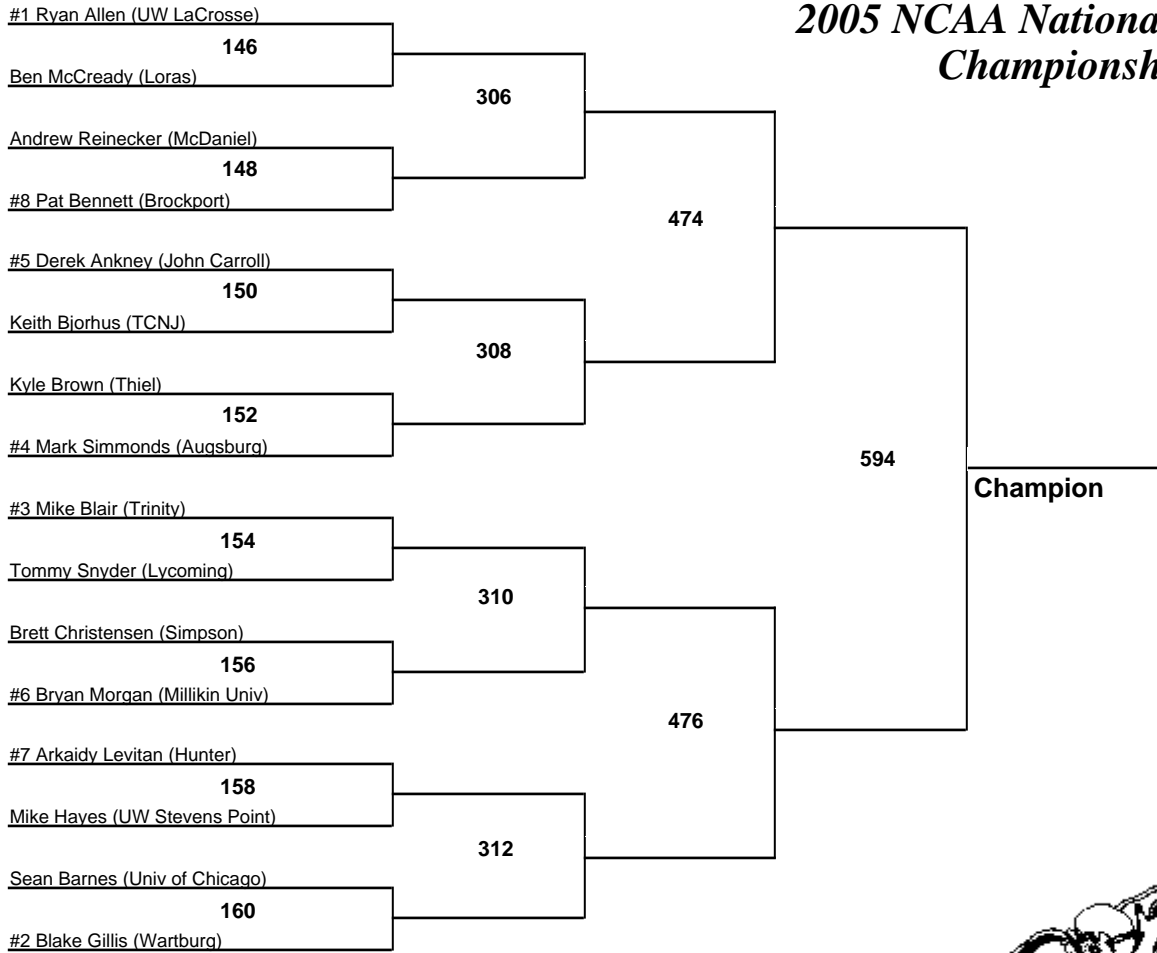 #1 Ryan Allen (UW LaCrosse)
2005 NCAA Nationa
Championsh
146
Ben McCready (Loras)
306
Andrew Reinecker (McDaniel)
148
#8 Pat Bennett (Brockport)
474
#5 Derek Ankney (John Carroll)
150
Keith Bjorhus (TCNJ)
308
Kyle Brown (Thiel)
152
#4 Mark Simmonds (Augsburg)
594
Champion
#3 Mike Blair (Trinity)
154
Tommy Snyder (Lycoming)
310
Brett Christensen (Simpson)
156
#6 Bryan Morgan (Millikin Univ)
476
#7 Arkaidy Levitan (Hunter)
158
Mike Hayes (UW Stevens Point)
312
Sean Barnes (Univ of Chicago)
160
#2 Blake Gillis (Wartburg)